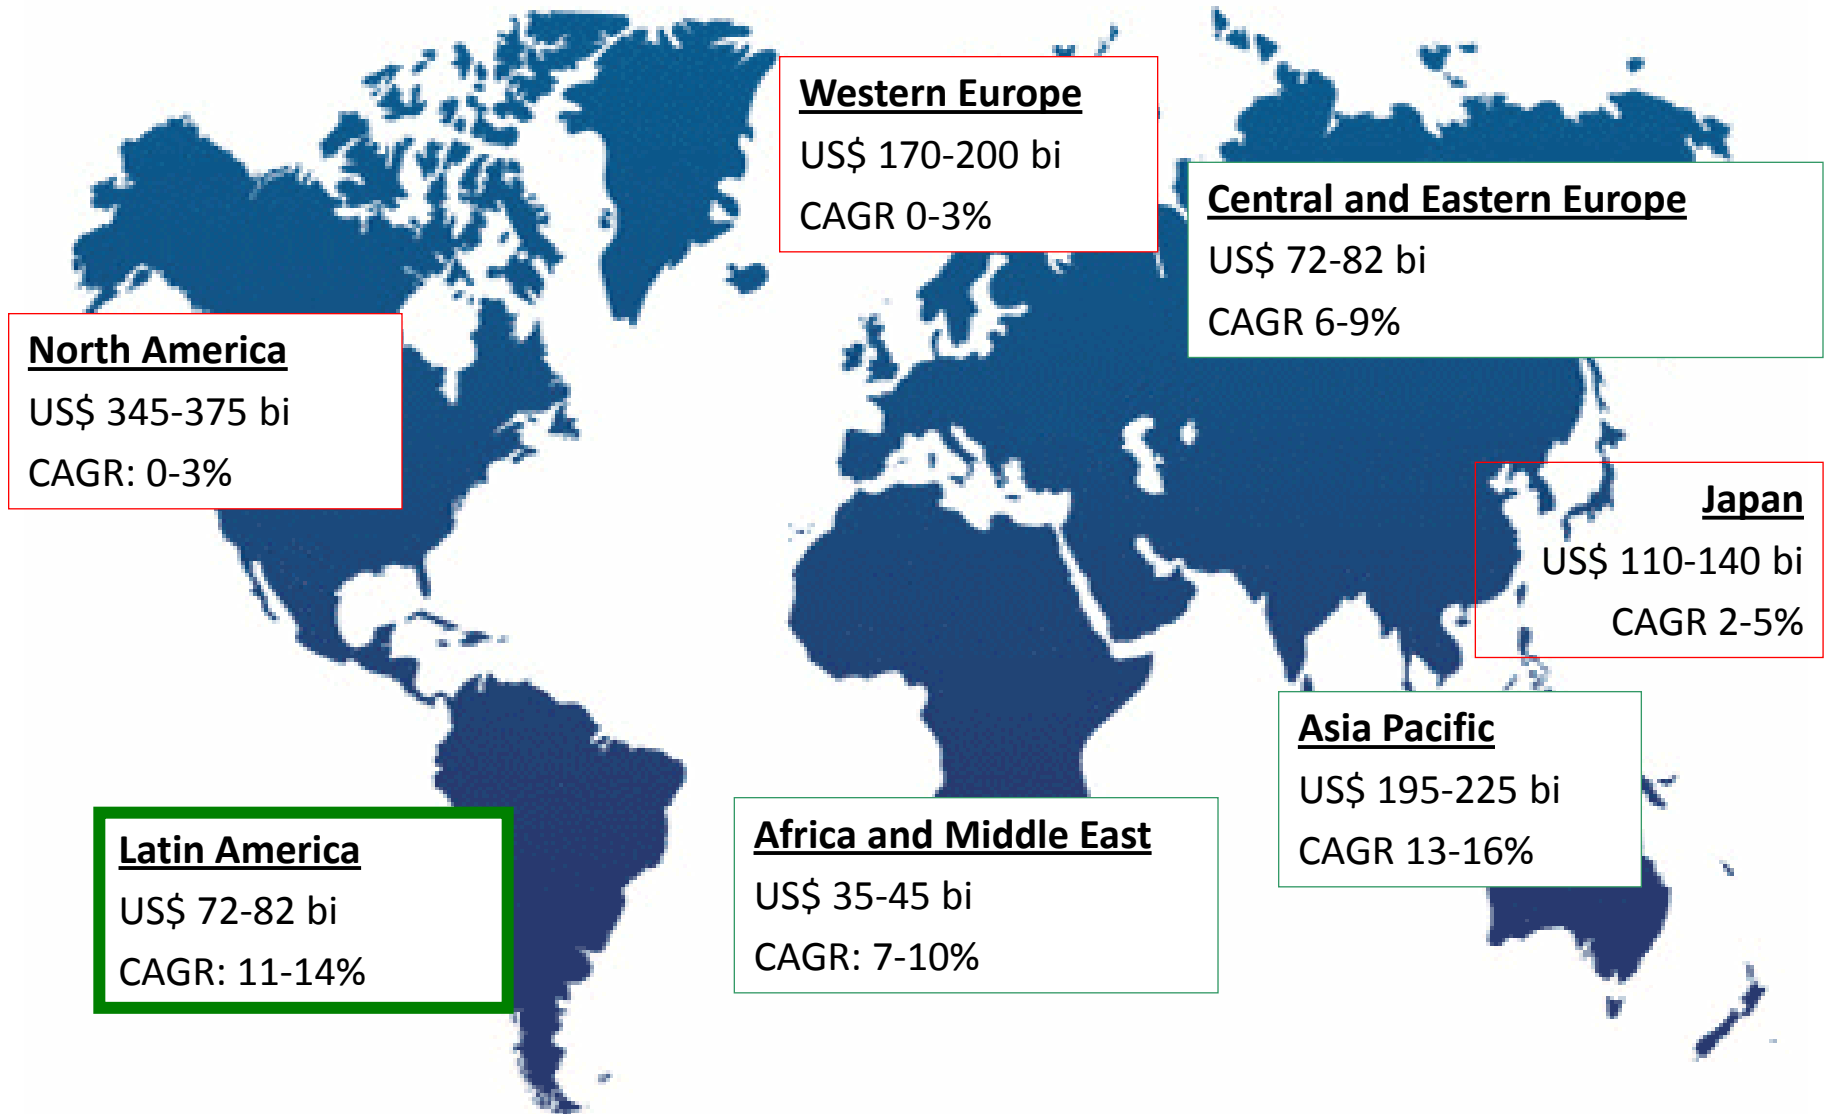 Western Europe
US$ 170-200 bi
CAGR 0-3%
Central and Eastern Europe
US$ 72-82 bi
CAGR 6-9%
North America
US$ 345-375 bi
CAGR: 0-3%
Japan
US$ 110-140 bi
CAGR 2-5%
Asia Pacific
US$ 195-225 bi
CAGR 13-16%
Latin America
US$ 72-82 bi
CAGR: 11-14%
Africa and Middle East
US$ 35-45 bi
CAGR: 7-10%